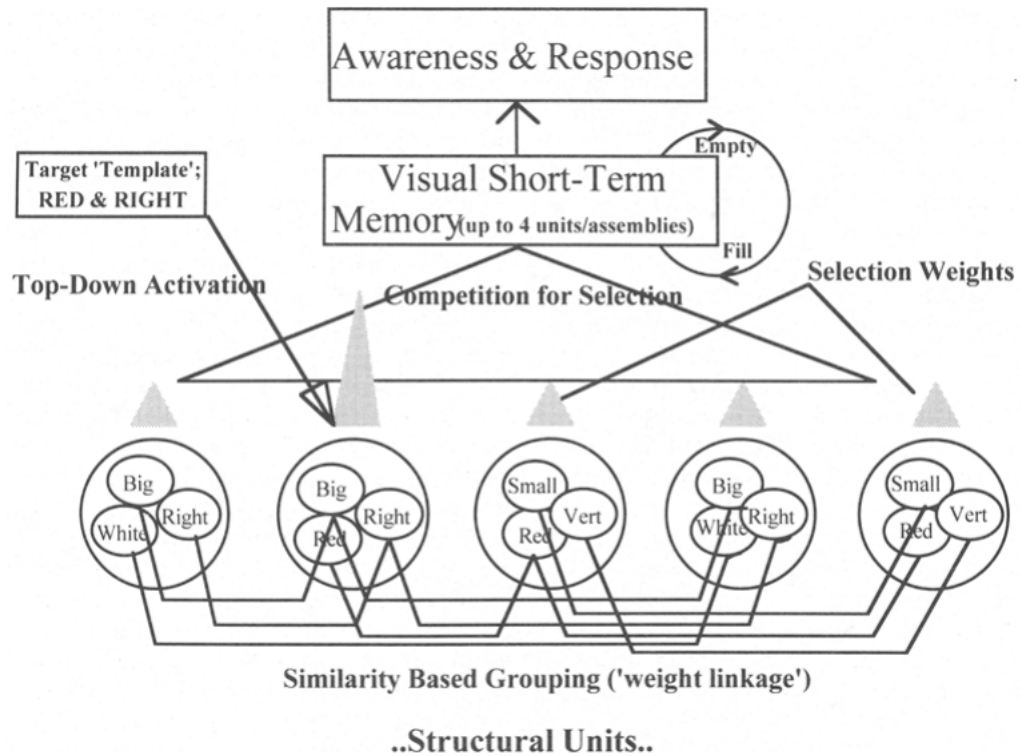 Awareness & Response
Empty
Target 'Template';
RED & RIGHT
Visual Short-Term
Memory(up to 4 units/assemblies)
Fill
Top-Down Activation
Competition for Selection
Selection Weights
Big
Right
White
Big
Right
Red
Small
Vert
Red
Big
Right
White
Small
Vert
Red
Similarity Based Grouping ('weight linkage')
..Structural Units..